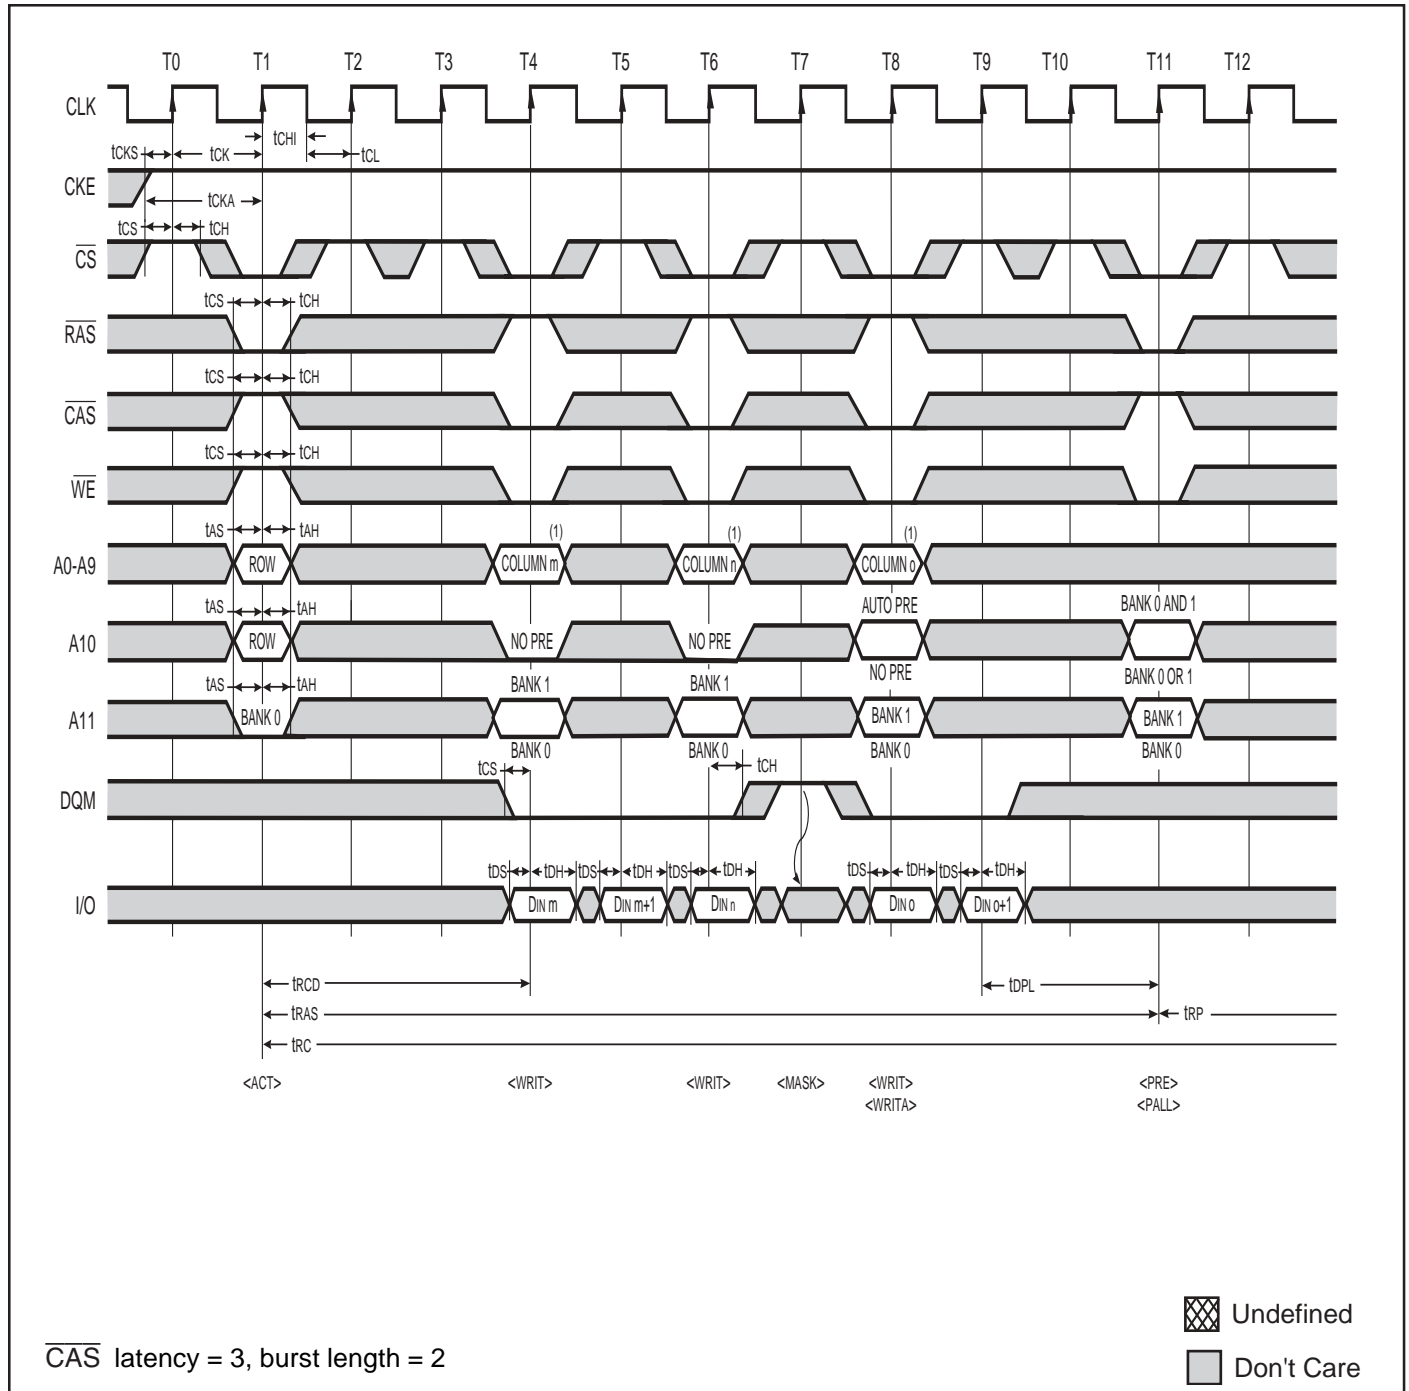 T0 T1 T2 T3 T4 T5 T6 T7 T8 T9 T10 T11 T12
CLK
tCHI
tCKS tCK tCL
CKE
tCKA
tCS tCH
CS
tCS tCH
RAS
tCS tCH
CAS
tCS tCH
WE
tAS tAH (1) (1) (1)
A0-A9 ROW COLUMN m COLUMN n COLUMN o
tAS tAH AUTO PRE BANK 0 AND 1
A10 ROW NO PRE NO PRE
NO PRE BANK 0 OR 1
tAS tAH BANK 1 BANK 1
A11 BANK 0 BANK 1 BANK 1
BANK 0 BANK 0 BANK 0 BANK 0
tCS tCH
DQM
tDS tDH tDS tDH tDS tDH tDS tDH tDS tDH
I/O DIN m DIN m+1 DIN n DIN o DIN o+1
tRCD tDPL
tRAS tRP
tRC
<ACT> <WRIT> <WRIT> <MASK> <WRIT> <PRE>
<WRITA> <PALL>
Undefined
CAS latency = 3, burst length = 2
Don't Care